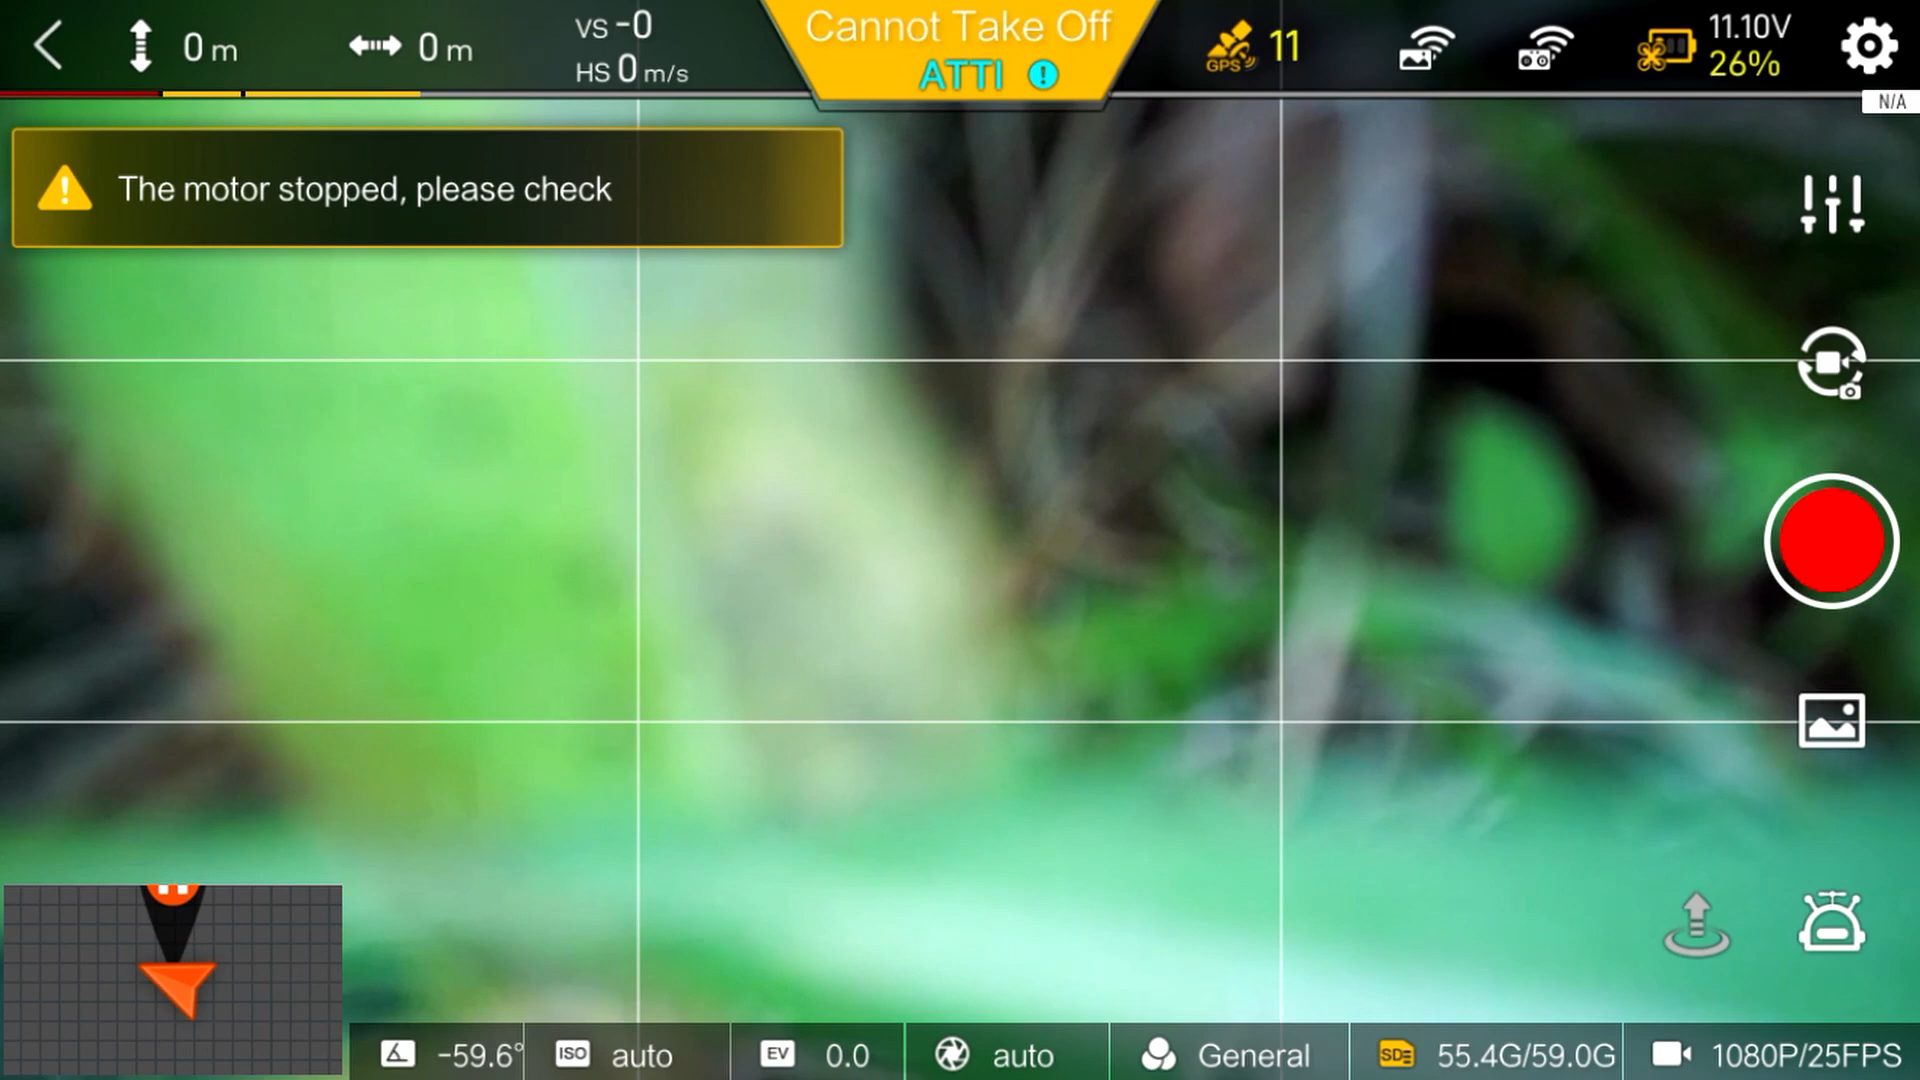 0 m
0 m
VS -0
HS 0 m/s
Cannot Take Off
ATTI !
GPS 11
11.10V
26%
N/A
The motor stopped, please check
-59.6°
ISO auto
EV 0.0
auto
General
SD 55.4G/59.0G
1080P/25FPS